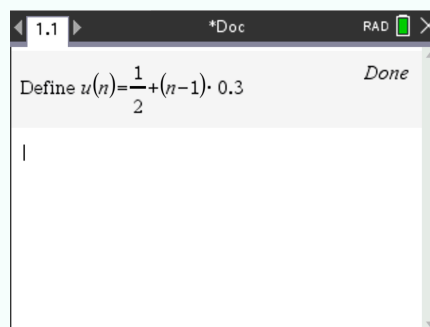 1.1 *Doc RAD
Define u(n)=1/2+(n−1)·0.3 Done